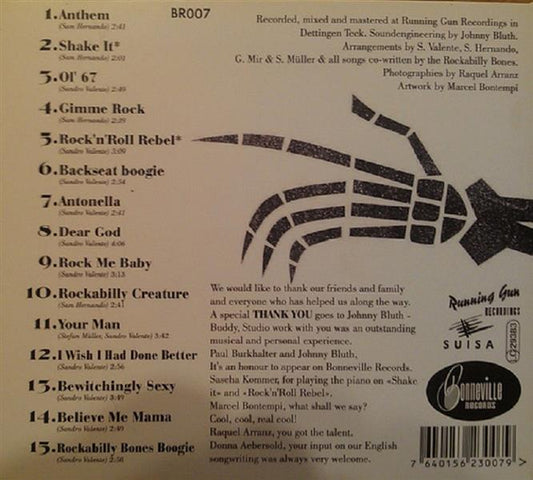 1.Anthem
(Sam Hernando) 2:41
2.Shake It*
(Sam Hernando) 2:01
3.Ol' 67
(Sandro Valente) 2:49
4.Gimme Rock
(Sam Hernando) 2:39
5.Rock'n'Roll Rebel*
(Sandro Valente) 3:09
6.Backseat boogie
(Sandro Valente) 2:54
7.Antonella
(Sandro Valente) 2:41
8.Dear God
(Sandro Valente) 4:06
9.Rock Me Baby
(Sandro Valente) 3:13
10.Rockabilly Creature
(Sam Hernando) 2:41
11.Your Man
(Stefan Müller, Sandro Valente) 3:42
12.I Wish I Had Done Better
(Sandro Valente) 2:56
13.Bewitchingly Sexy
(Sandro Valente) 3:49
14.Believe Me Mama
(Sandro Valente) 2:49
15.Rockabilly Bones Boogie
(Sandro Valente) 2:58
BR007
Recorded, mixed and mastered at Running Gun Recordings in
Dettingen Teck. Soundengineering by Johnny Bluth.
Arrangements by S. Valente, S. Hernando,
G. Mir & S. Müller & all songs co-written by the Rockabilly Bones.
Photographies by Raquel Arranz
Artwork by Marcel Bontempi
We would like to thank our friends and family
and everyone who has helped us along the way.
A special THANK YOU goes to Johnny Bluth -
Buddy, Studio work with you was an outstanding
musical and personal experience.
Paul Burkhalter and Johnny Bluth,
It's an honour to appear on Bonneville Records.
Sascha Kommer, for playing the piano on «Shake
it» and «Rock'n'Roll Rebel».
Marcel Bontempi, what shall we say?
Cool, cool, real cool!
Raquel Arranz, you got the talent.
Donna Aebersold, your input on our English
songwriting was always very welcome.
Running Gun
RECORDINGS
SUISA
LG29383
Bonneville
RECORDS
7 640156 230079 >